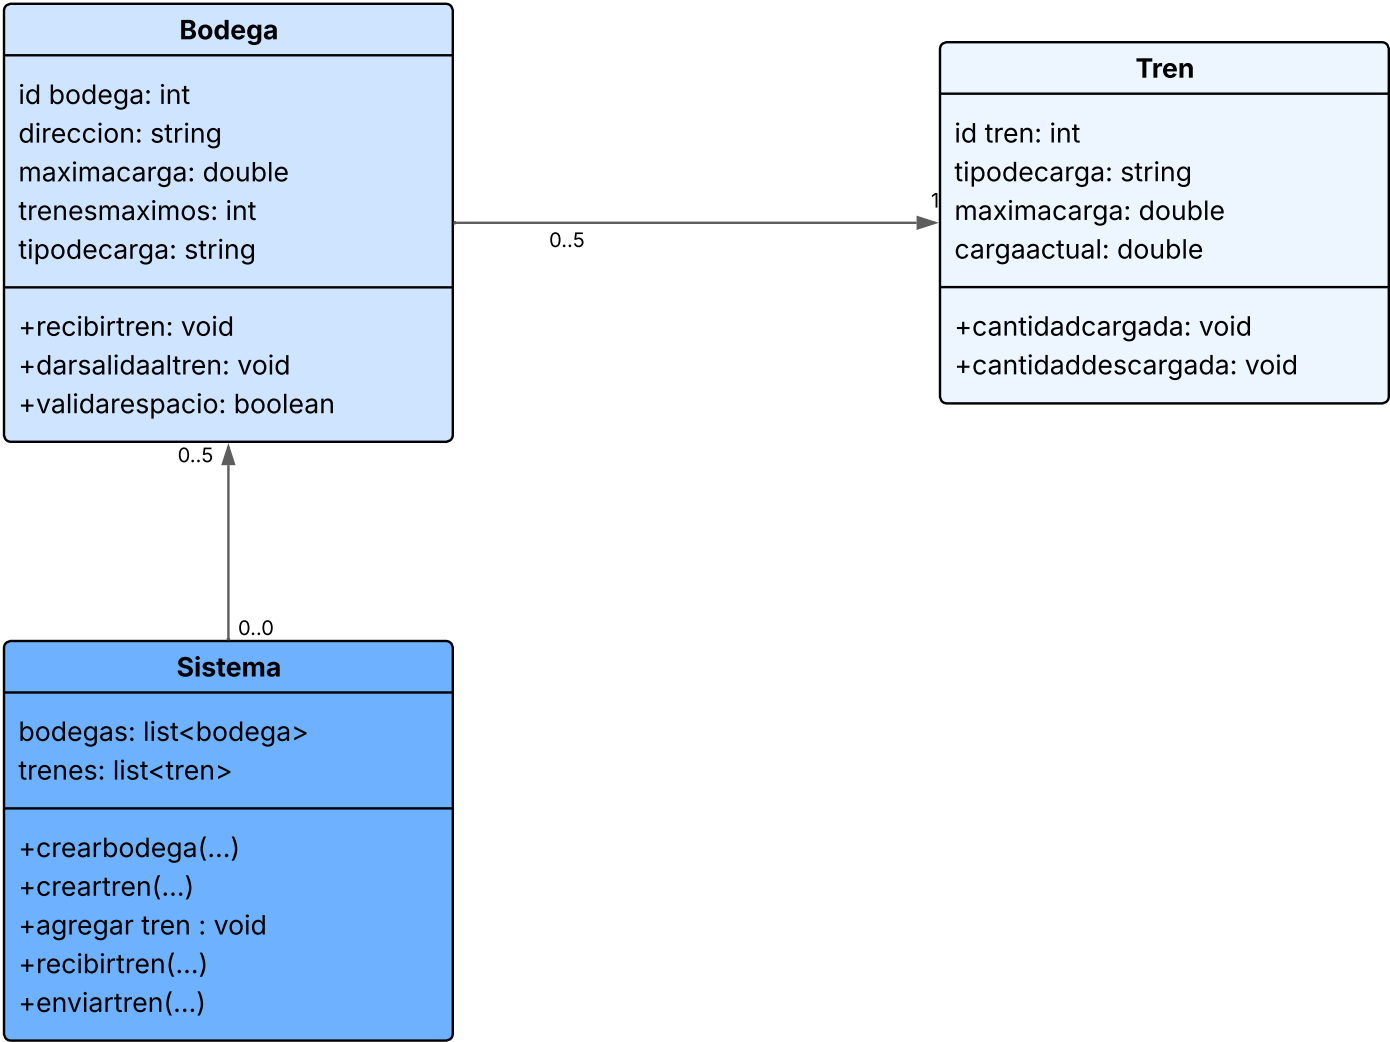 Bodega
id bodega: int
direccion: string
maximacarga: double
trenesmaximos: int
tipodecarga: string
+recibirtren: void
+darsalidaaltren: void
+validarespacio: boolean
0..5
1
Tren
id tren: int
tipodecarga: string
maximacarga: double
cargaactual: double
+cantidadcargada: void
+cantidaddescargada: void
0..5
0..0
Sistema
bodegas: list<bodega>
trenes: list<tren>
+crearbodega(...)
+creartren(...)
+agregar tren : void
+recibirtren(...)
+enviartren(...)